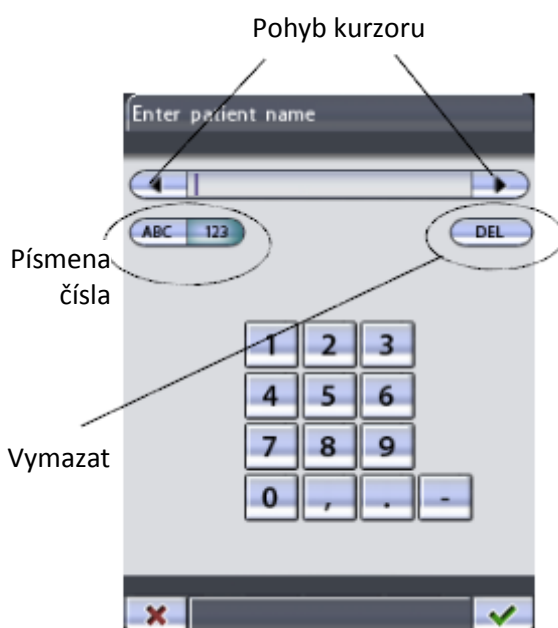 Pohyb kurzoru
Enter patient name
ABC 123
DEL
Písmena
čísla
1 2 3
4 5 6
7 8 9
Vymazat
0 , . -